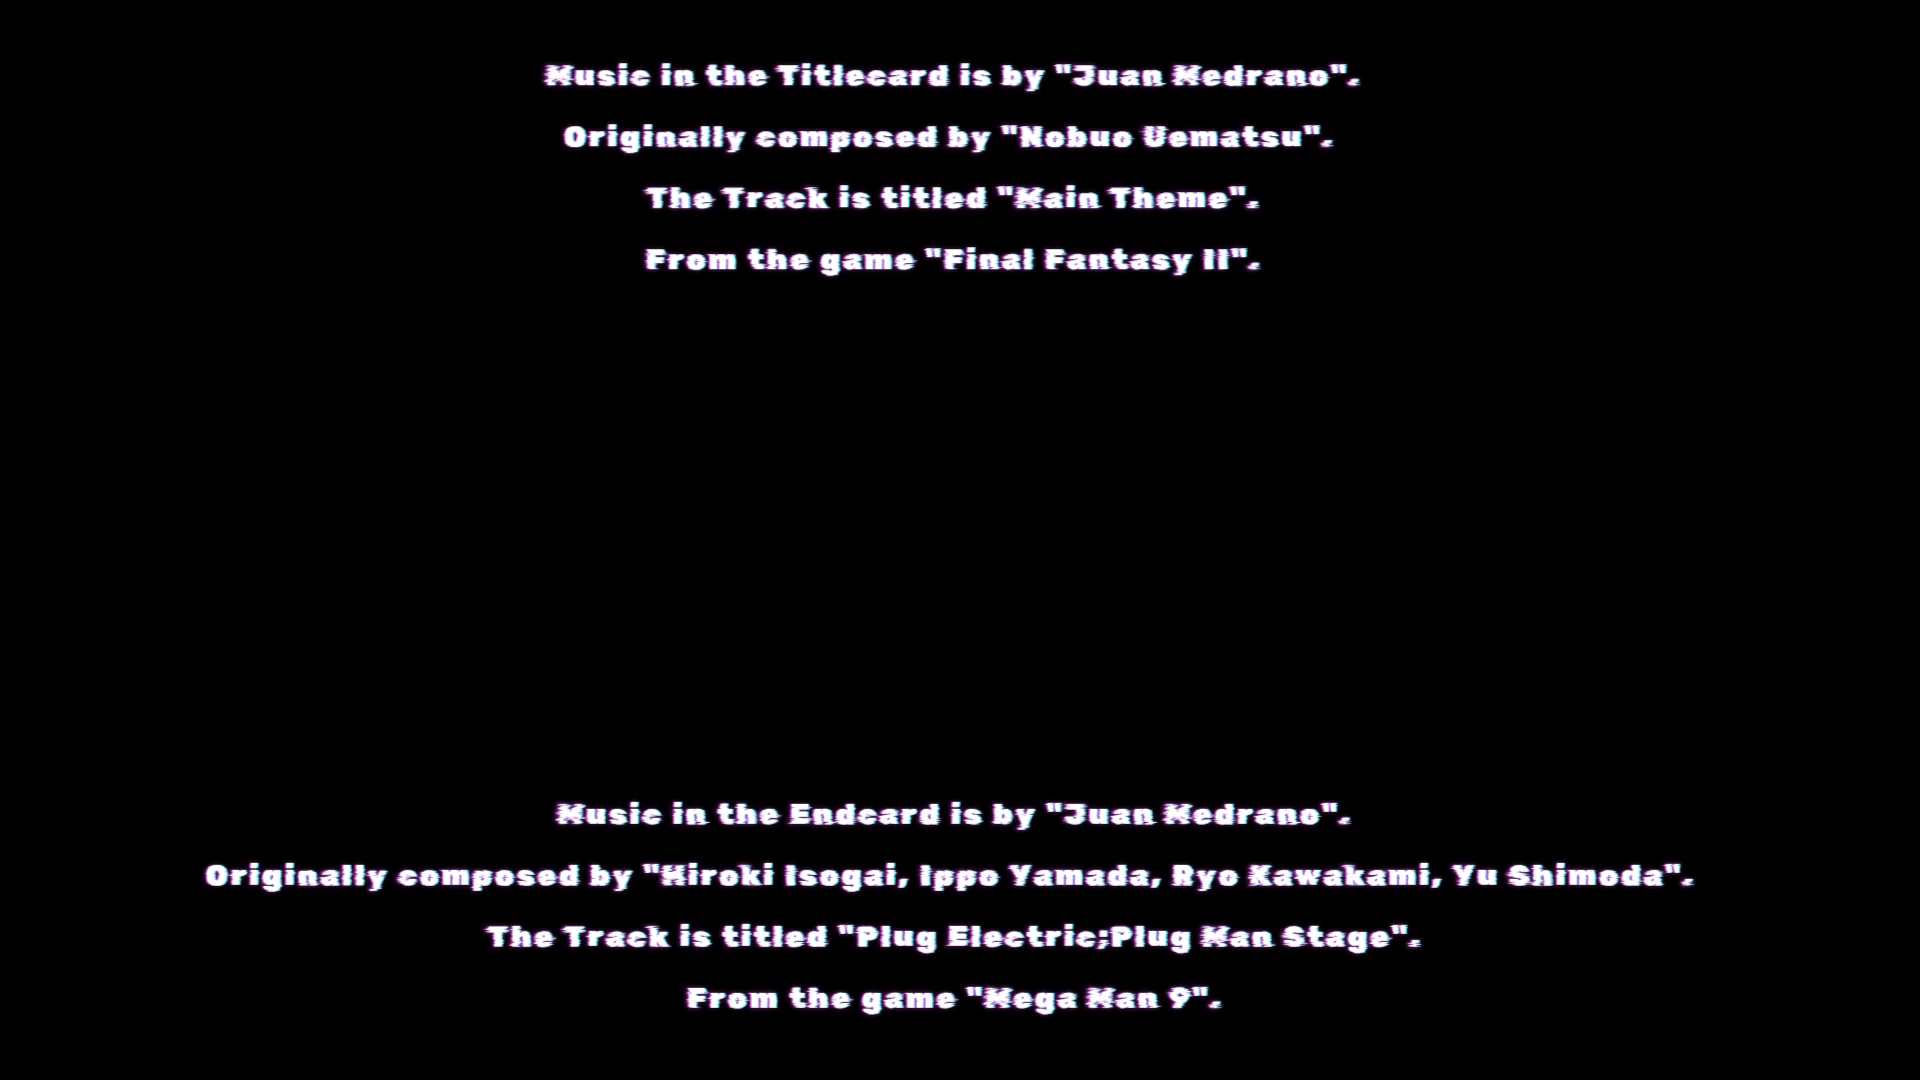 Music in the Titlecard is by "Juan Medrano".
Originally composed by "Nobuo Uematsu".
The Track is titled "Main Theme".
From the game "Final Fantasy II".
Music in the Endcard is by "Juan Medrano".
Originally composed by "Hiroki Isogai, Ippo Yamada, Ryo Kawakami, Yu Shimoda".
The Track is titled "Plug Electric;Plug Man Stage".
From the game "Mega Man 9".